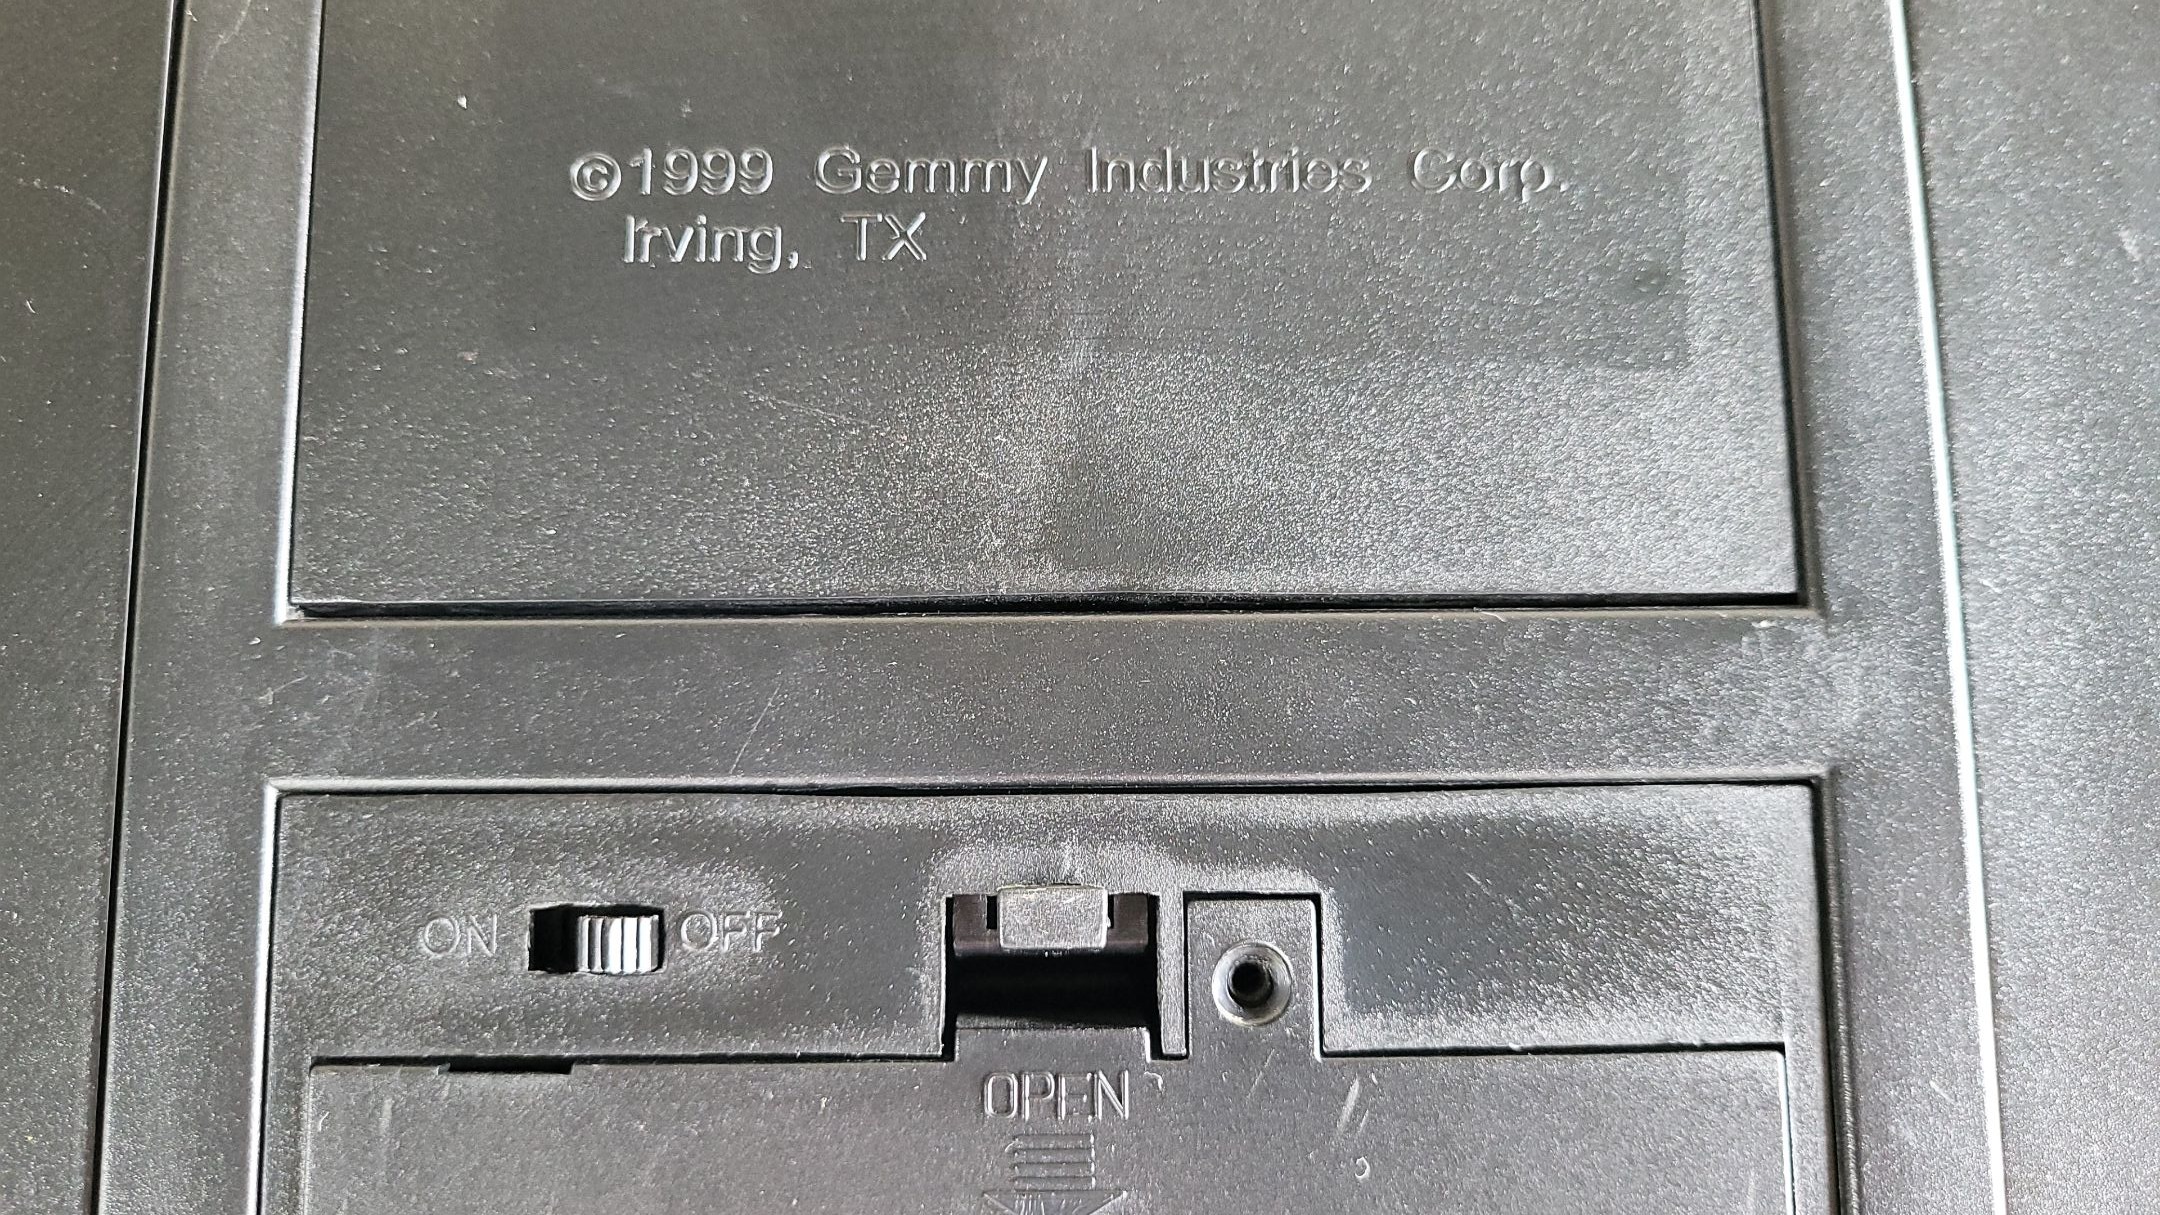 ©1999 Gemmy Industries Corp.
Irving, TX
ON OFF
OPEN